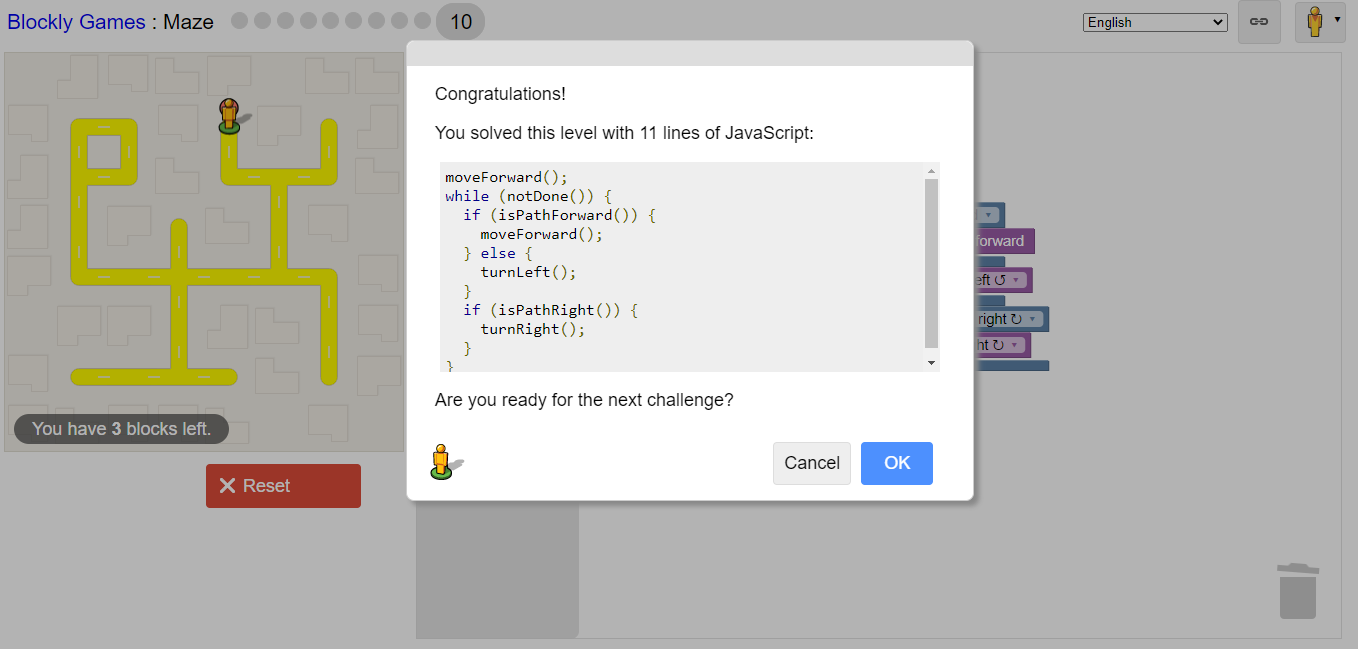 Blockly Games : Maze 10
English
Congratulations!
You solved this level with 11 lines of JavaScript:
moveForward();
while (notDone()) {
  if (isPathForward()) {
    moveForward();
  } else {
    turnLeft();
  }
  if (isPathRight()) {
    turnRight();
  }
}
Are you ready for the next challenge?
Cancel
OK
forward
eft ↺
right ↻
ht ↻
You have 3 blocks left.
Reset